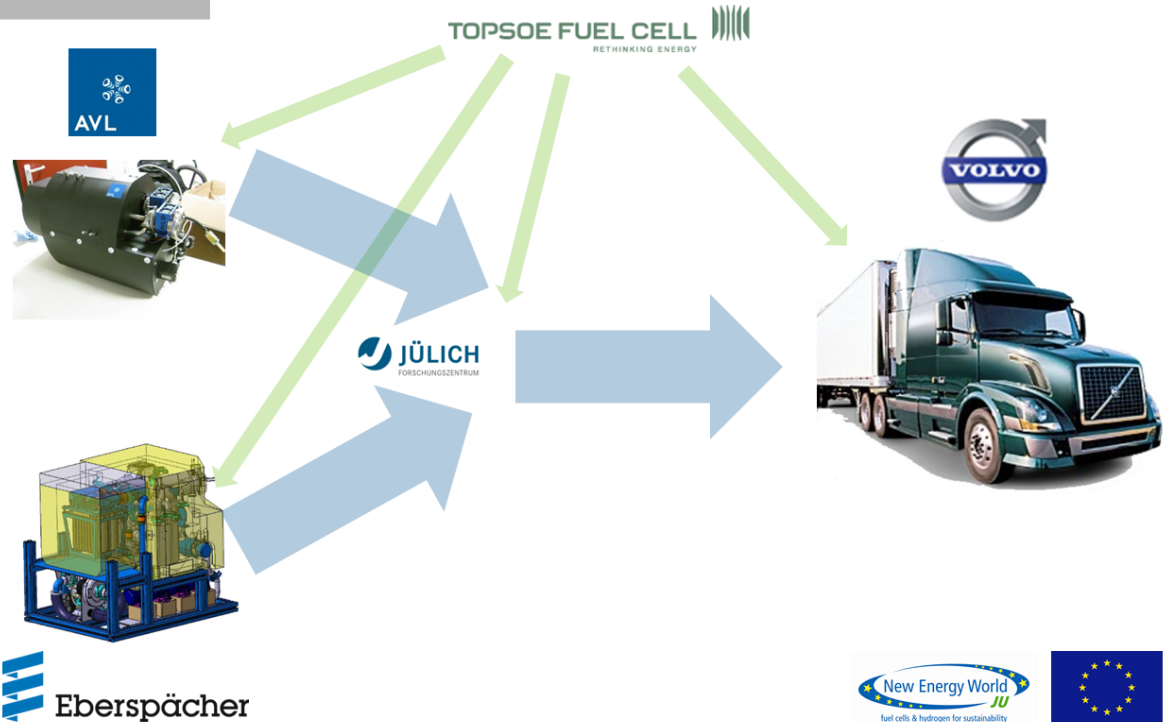 TOPSOE FUEL CELL
RETHINKING ENERGY
AVL
VOLVO
JÜLICH
FORSCHUNGSZENTRUM
Eberspächer
New Energy World
JU
fuel cells & hydrogen for sustainability